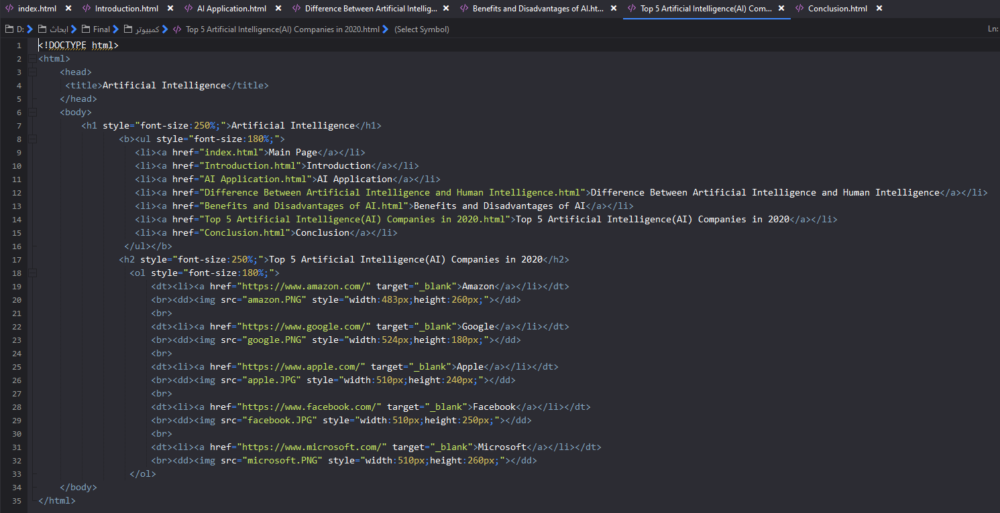 index.html Introduction.html AI Application.html Difference Between Artificial Intellig... Benefits and Disadvantages of AI.ht... Top 5 Artificial Intelligence(AI) Com... Conclusion.html
D: ابحاث Final كمبيوتر Top 5 Artificial Intelligence(AI) Companies in 2020.html (Select Symbol) Ln:
1 <!DOCTYPE html>
2 <html>
3 <head>
4 <title>Artificial Intelligence</title>
5 </head>
6 <body>
7 <h1 style="font-size:250%;">Artificial Intelligence</h1>
8 <b><ul style="font-size:180%;">
9 <li><a href="index.html">Main Page</a></li>
10 <li><a href="Introduction.html">Introduction</a></li>
11 <li><a href="AI Application.html">AI Application</a></li>
12 <li><a href="Difference Between Artificial Intelligence and Human Intelligence.html">Difference Between Artificial Intelligence and Human Intelligence</a></li>
13 <li><a href="Benefits and Disadvantages of AI.html">Benefits and Disadvantages of AI</a></li>
14 <li><a href="Top 5 Artificial Intelligence(AI) Companies in 2020.html">Top 5 Artificial Intelligence(AI) Companies in 2020</a></li>
15 <li><a href="Conclusion.html">Conclusion</a></li>
16 </ul></b>
17 <h2 style="font-size:250%;">Top 5 Artificial Intelligence(AI) Companies in 2020</h2>
18 <ol style="font-size:180%;">
19 <dt><li><a href="https://www.amazon.com/" target="_blank">Amazon</a></li></dt>
20 <br><dd><img src="amazon.PNG" style="width:483px;height:260px;"></dd>
21 <br>
22 <dt><li><a href="https://www.google.com/" target="_blank">Google</a></li></dt>
23 <br><dd><img src="google.PNG" style="width:524px;height:180px;"></dd>
24 <br>
25 <dt><li><a href="https://www.apple.com/" target="_blank">Apple</a></li></dt>
26 <br><dd><img src="apple.JPG" style="width:510px;height:240px;"></dd>
27 <br>
28 <dt><li><a href="https://www.facebook.com/" target="_blank">Facebook</a></li></dt>
29 <br><dd><img src="facebook.JPG" style="width:510px;height:250px;"></dd>
30 <br>
31 <dt><li><a href="https://www.microsoft.com/" target="_blank">Microsoft</a></li></dt>
32 <br><dd><img src="microsoft.PNG" style="width:510px;height:260px;"></dd>
33 </ol>
34 </body>
35 </html>